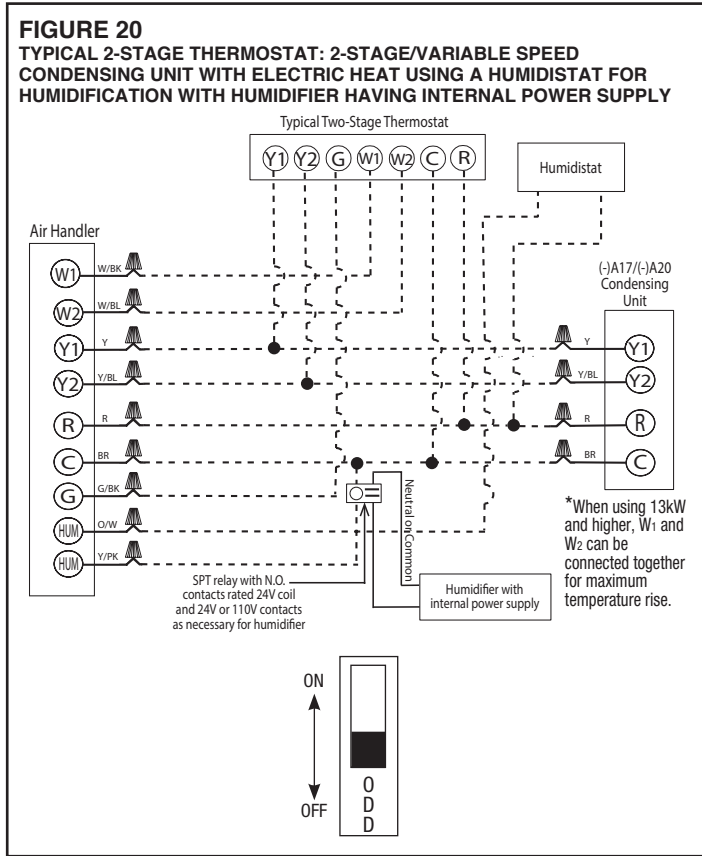 FIGURE 20
TYPICAL 2-STAGE THERMOSTAT: 2-STAGE/VARIABLE SPEED
CONDENSING UNIT WITH ELECTRIC HEAT USING A HUMIDISTAT FOR
HUMIDIFICATION WITH HUMIDIFIER HAVING INTERNAL POWER SUPPLY
Typical Two-Stage Thermostat
Y1 Y2 G W1 W2 C R
Humidistat
Air Handler
(-)A17/(-)A20
Condensing
Unit
W1 W/BK
W2 W/BL
Y1 Y
Y Y1
Y2 Y/BL
Y/BL Y2
R R
R R
C BR
BR C
G G/BK
HUM O/W
HUM Y/PK
Neutral or Common
SPT relay with N.O.
contacts rated 24V coil
and 24V or 110V contacts
as necessary for humidifier
Humidifier with
internal power supply
*When using 13kW
and higher, W1 and
W2 can be
connected together
for maximum
temperature rise.
ON
OFF
O
D
D